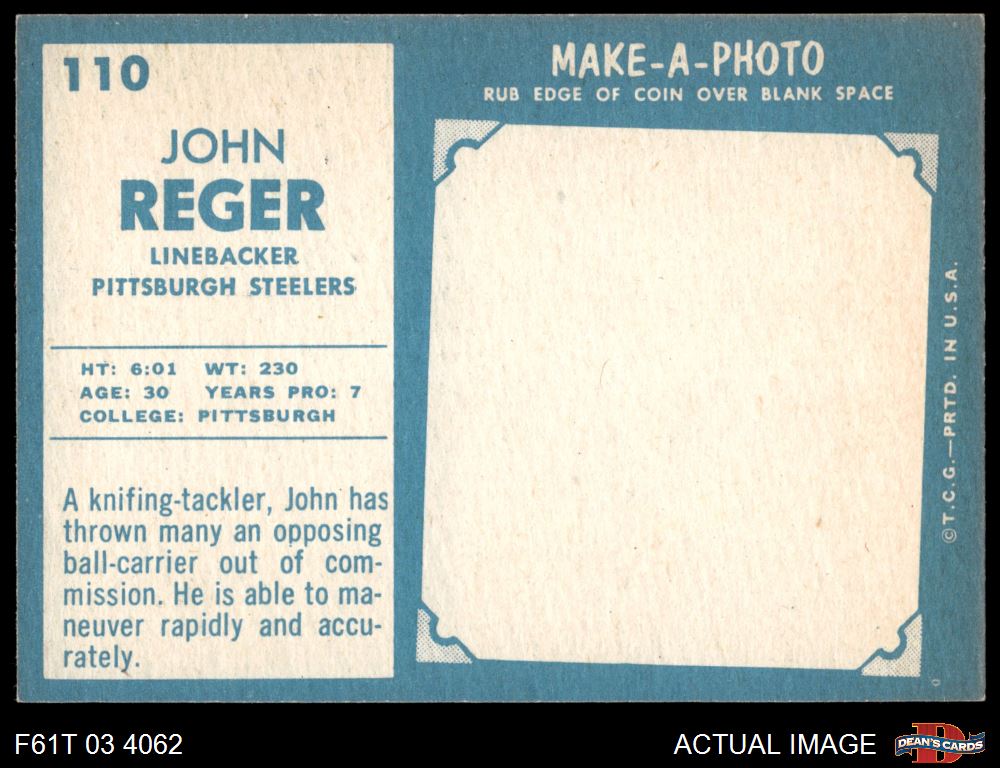 110
JOHN
REGER
LINEBACKER
PITTSBURGH STEELERS
HT: 6:01 WT: 230
AGE: 30 YEARS PRO: 7
COLLEGE: PITTSBURGH
A knifing-tackler, John has
thrown many an opposing
ball-carrier out of com-
mission. He is able to ma-
neuver rapidly and accu-
rately.
MAKE-A-PHOTO
RUB EDGE OF COIN OVER BLANK SPACE
©T.C.G.—PRTD. IN U.S.A.
F61T 03 4062
ACTUAL IMAGE
D
DEAN'S CARDS